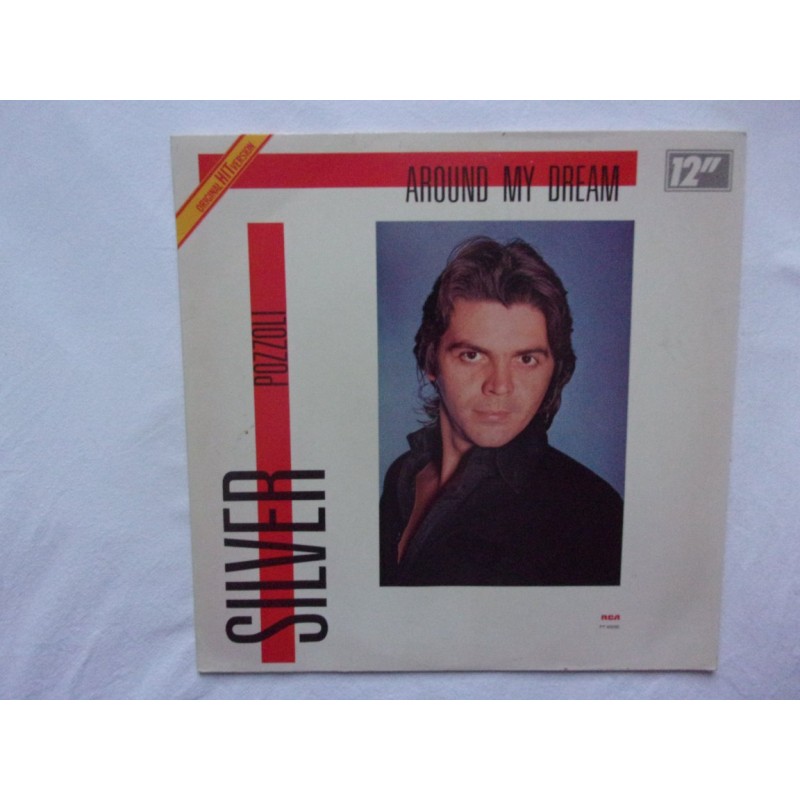 ORIGINAL HIT VERSION
AROUND MY DREAM
12"
SILVER
POZZOLI
RCA